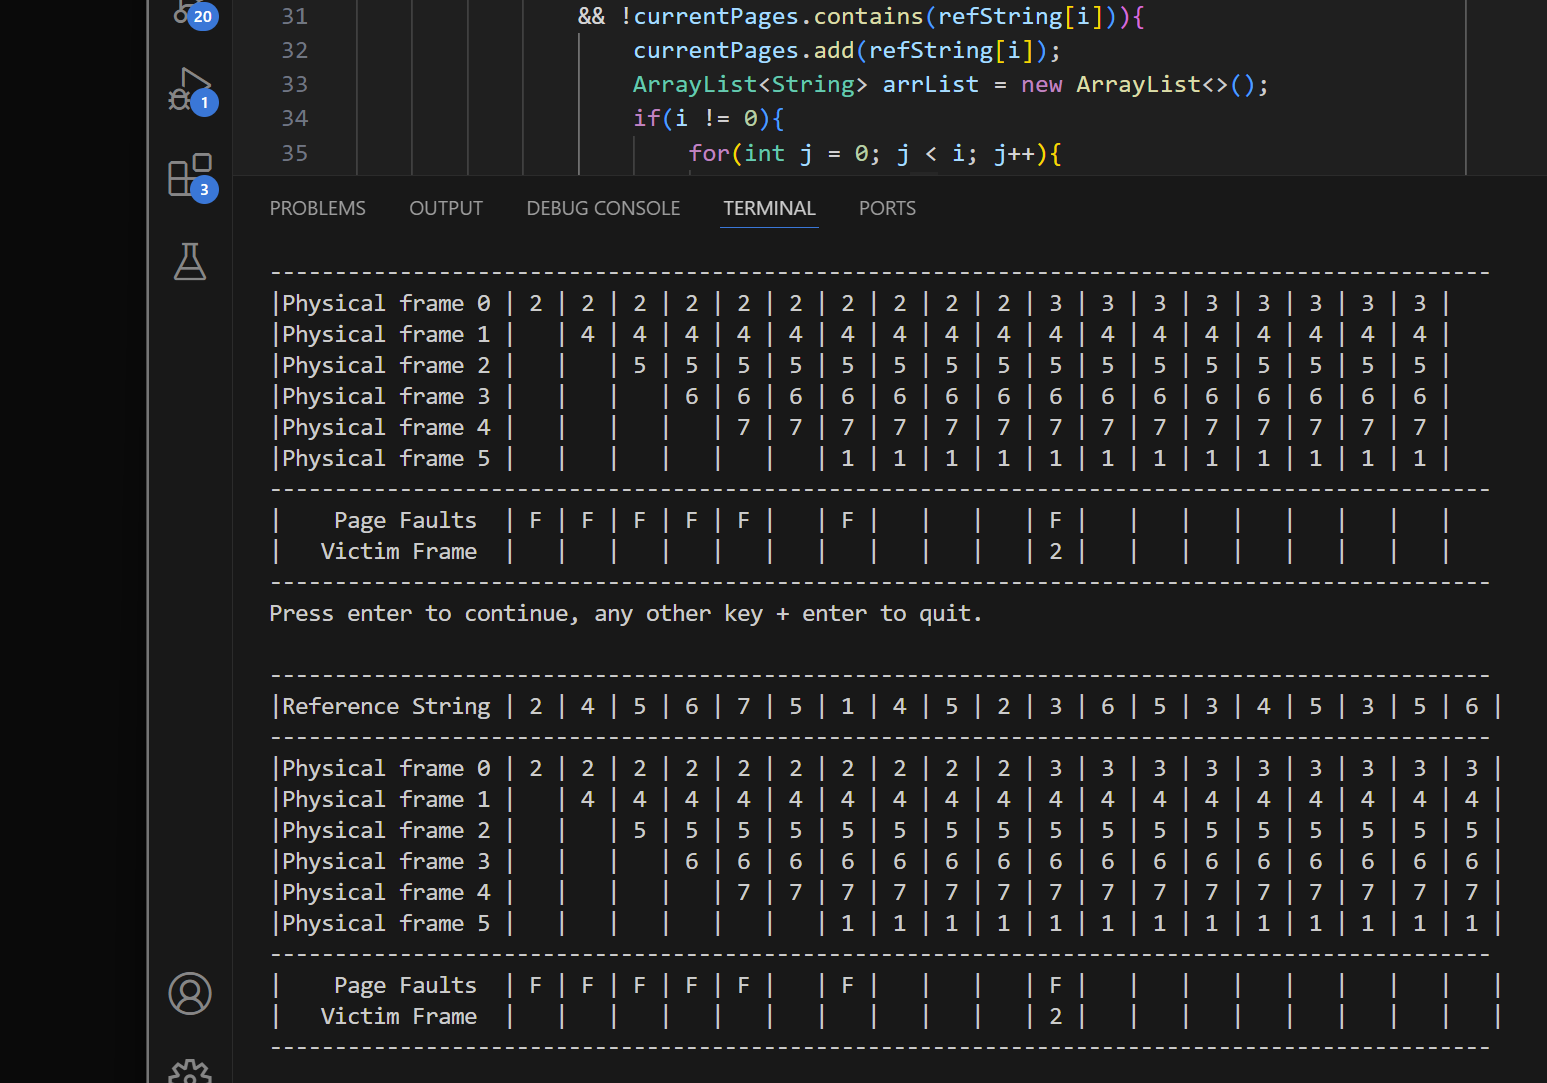 20
31 && !currentPages.contains(refString[i])){
32 currentPages.add(refString[i]);
1
33 ArrayList<String> arrList = new ArrayList<>();
34 if(i != 0){
35 for(int j = 0; j < i; j++){
3
PROBLEMS OUTPUT DEBUG CONSOLE TERMINAL PORTS
----------------------------------------------------------------------------------------------
|Physical frame 0 | 2 | 2 | 2 | 2 | 2 | 2 | 2 | 2 | 2 | 2 | 3 | 3 | 3 | 3 | 3 | 3 | 3 | 3 |
|Physical frame 1 |   | 4 | 4 | 4 | 4 | 4 | 4 | 4 | 4 | 4 | 4 | 4 | 4 | 4 | 4 | 4 | 4 | 4 |
|Physical frame 2 |   |   | 5 | 5 | 5 | 5 | 5 | 5 | 5 | 5 | 5 | 5 | 5 | 5 | 5 | 5 | 5 | 5 |
|Physical frame 3 |   |   |   | 6 | 6 | 6 | 6 | 6 | 6 | 6 | 6 | 6 | 6 | 6 | 6 | 6 | 6 | 6 |
|Physical frame 4 |   |   |   |   | 7 | 7 | 7 | 7 | 7 | 7 | 7 | 7 | 7 | 7 | 7 | 7 | 7 | 7 |
|Physical frame 5 |   |   |   |   |   |   | 1 | 1 | 1 | 1 | 1 | 1 | 1 | 1 | 1 | 1 | 1 | 1 |
----------------------------------------------------------------------------------------------
|    Page Faults  | F | F | F | F | F |   | F |   |   |   | F |   |   |   |   |   |   |   |
|   Victim Frame  |   |   |   |   |   |   |   |   |   |   | 2 |   |   |   |   |   |   |   |
----------------------------------------------------------------------------------------------
Press enter to continue, any other key + enter to quit.
----------------------------------------------------------------------------------------------
|Reference String | 2 | 4 | 5 | 6 | 7 | 5 | 1 | 4 | 5 | 2 | 3 | 6 | 5 | 3 | 4 | 5 | 3 | 5 | 6 |
----------------------------------------------------------------------------------------------
|Physical frame 0 | 2 | 2 | 2 | 2 | 2 | 2 | 2 | 2 | 2 | 2 | 3 | 3 | 3 | 3 | 3 | 3 | 3 | 3 | 3 |
|Physical frame 1 |   | 4 | 4 | 4 | 4 | 4 | 4 | 4 | 4 | 4 | 4 | 4 | 4 | 4 | 4 | 4 | 4 | 4 | 4 |
|Physical frame 2 |   |   | 5 | 5 | 5 | 5 | 5 | 5 | 5 | 5 | 5 | 5 | 5 | 5 | 5 | 5 | 5 | 5 | 5 |
|Physical frame 3 |   |   |   | 6 | 6 | 6 | 6 | 6 | 6 | 6 | 6 | 6 | 6 | 6 | 6 | 6 | 6 | 6 | 6 |
|Physical frame 4 |   |   |   |   | 7 | 7 | 7 | 7 | 7 | 7 | 7 | 7 | 7 | 7 | 7 | 7 | 7 | 7 | 7 |
|Physical frame 5 |   |   |   |   |   |   | 1 | 1 | 1 | 1 | 1 | 1 | 1 | 1 | 1 | 1 | 1 | 1 | 1 |
----------------------------------------------------------------------------------------------
|    Page Faults  | F | F | F | F | F |   | F |   |   |   | F |   |   |   |   |   |   |   |   |
|   Victim Frame  |   |   |   |   |   |   |   |   |   |   | 2 |   |   |   |   |   |   |   |   |
----------------------------------------------------------------------------------------------